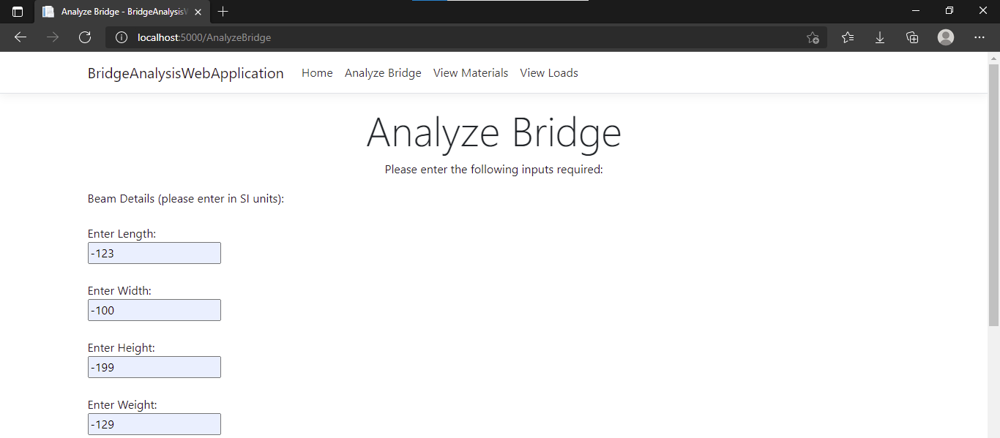 Analyze Bridge - BridgeAnalysisW
localhost:5000/AnalyzeBridge
BridgeAnalysisWebApplication Home Analyze Bridge View Materials View Loads
Analyze Bridge
Please enter the following inputs required:
Beam Details (please enter in SI units):
Enter Length:
-123
Enter Width:
-100
Enter Height:
-199
Enter Weight:
-129